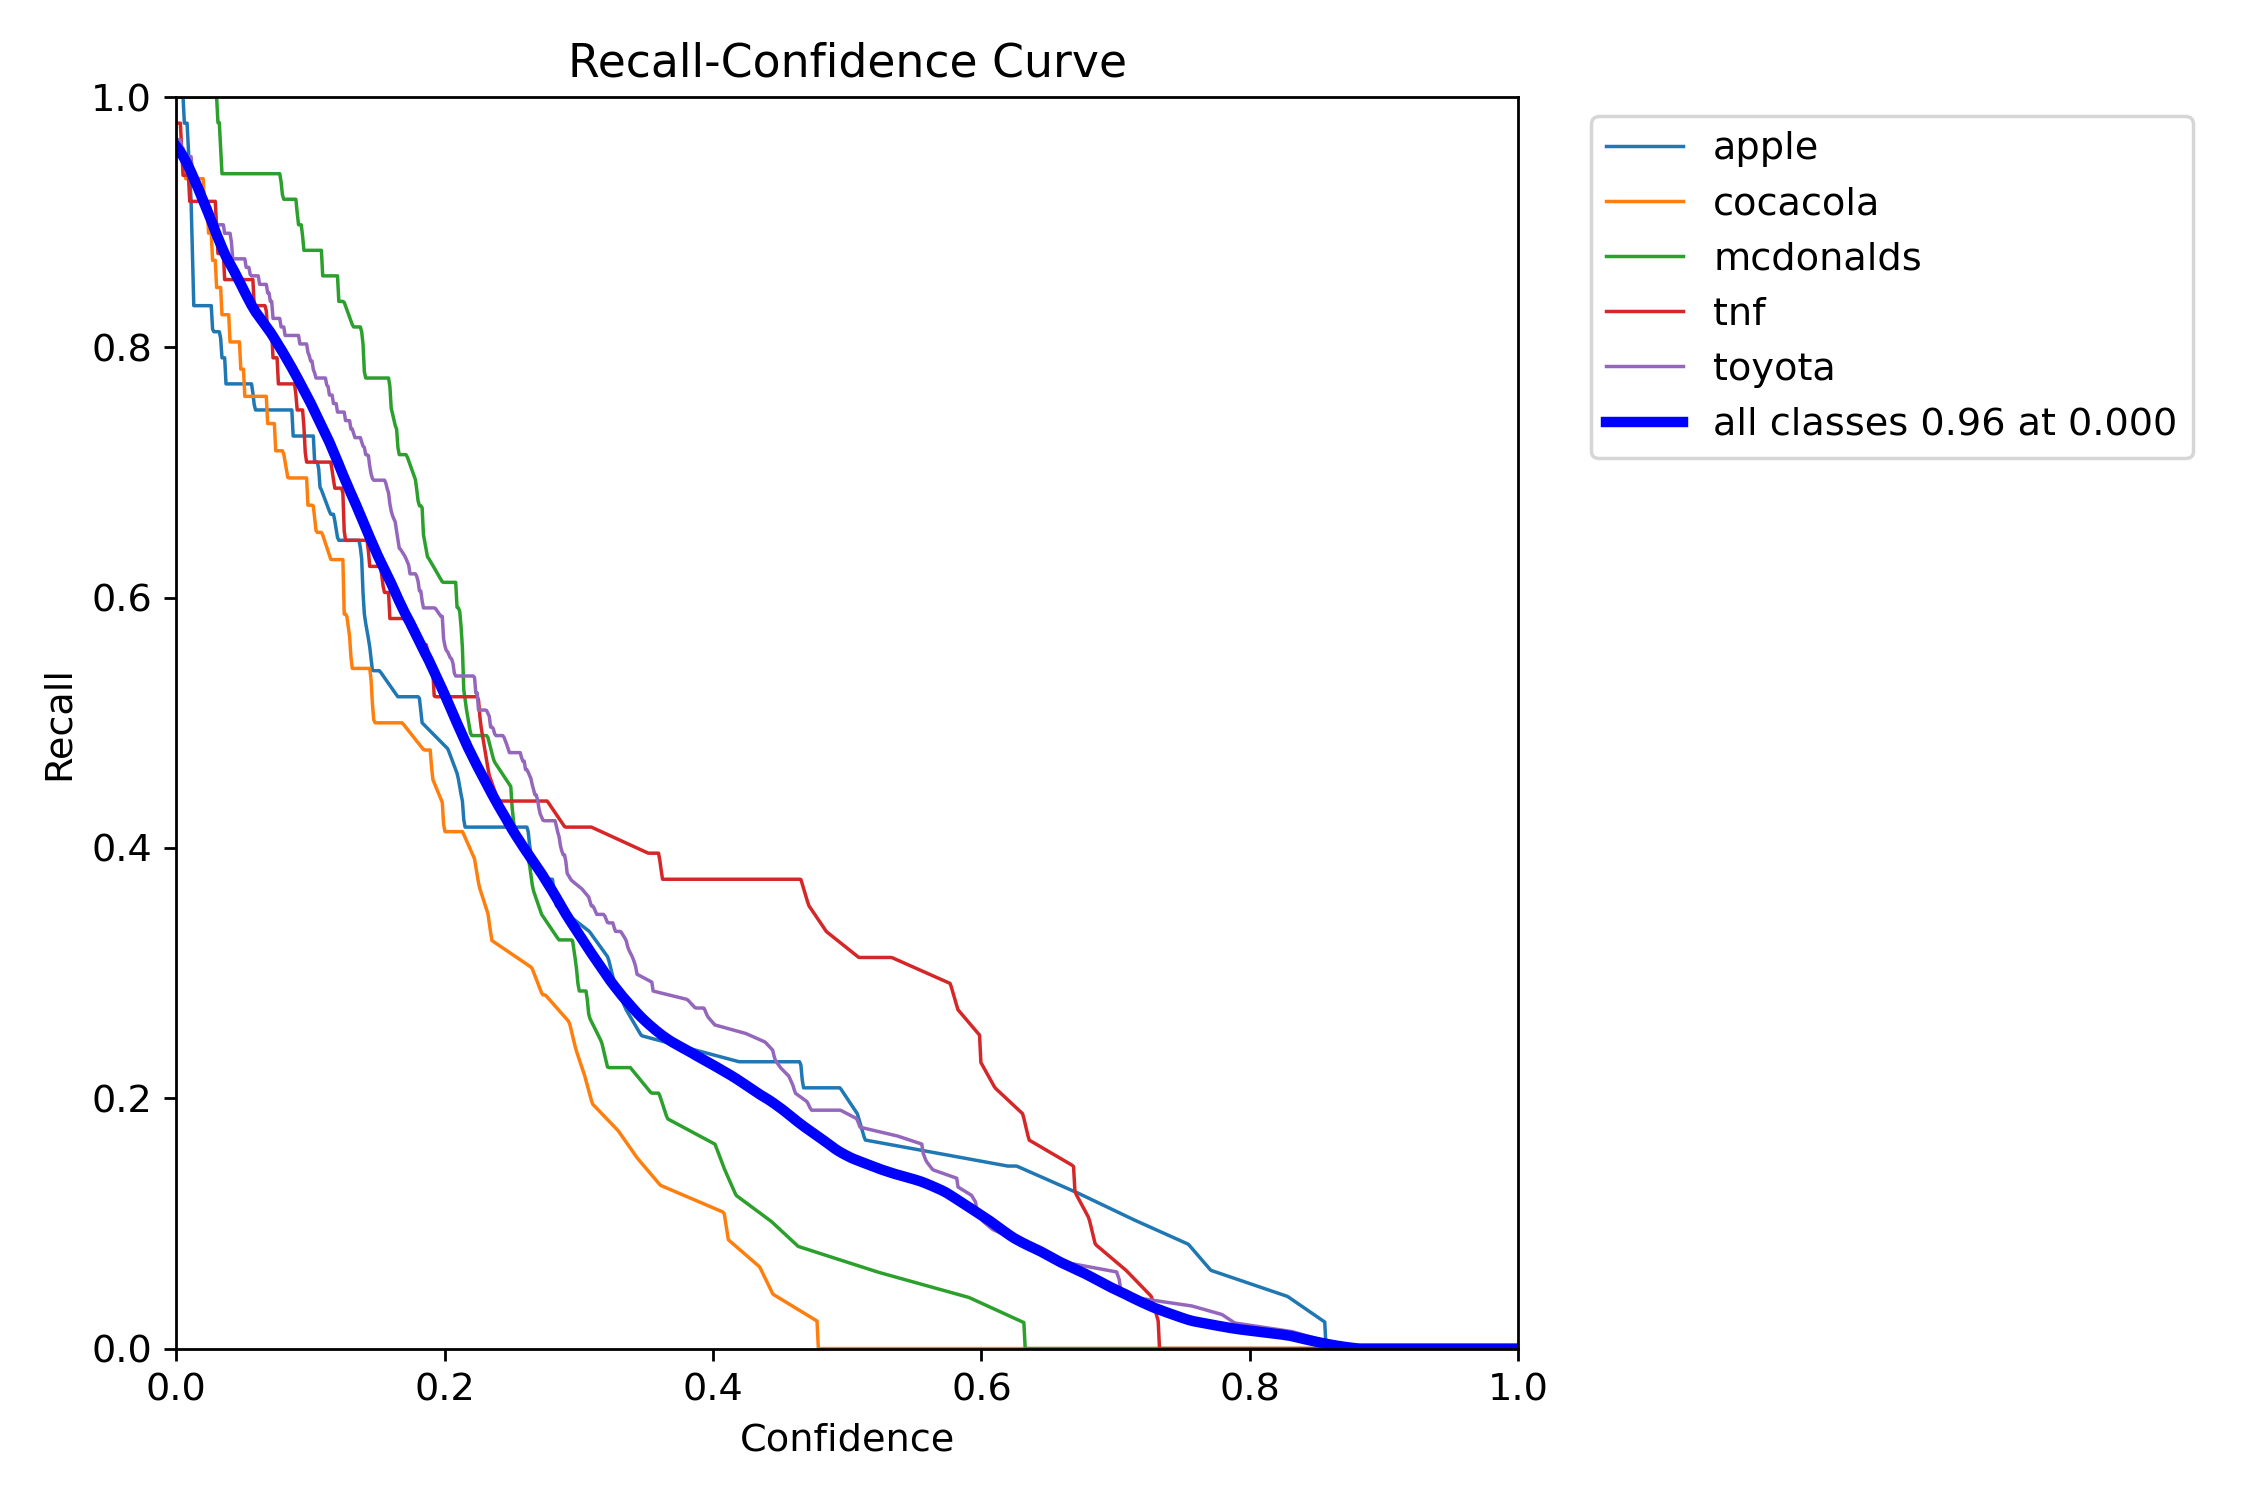 Recall-Confidence Curve
1.0
0.8
0.6
0.4
0.2
0.0
Recall
0.0 0.2 0.4 0.6 0.8 1.0
Confidence
apple
cocacola
mcdonalds
tnf
toyota
all classes 0.96 at 0.000